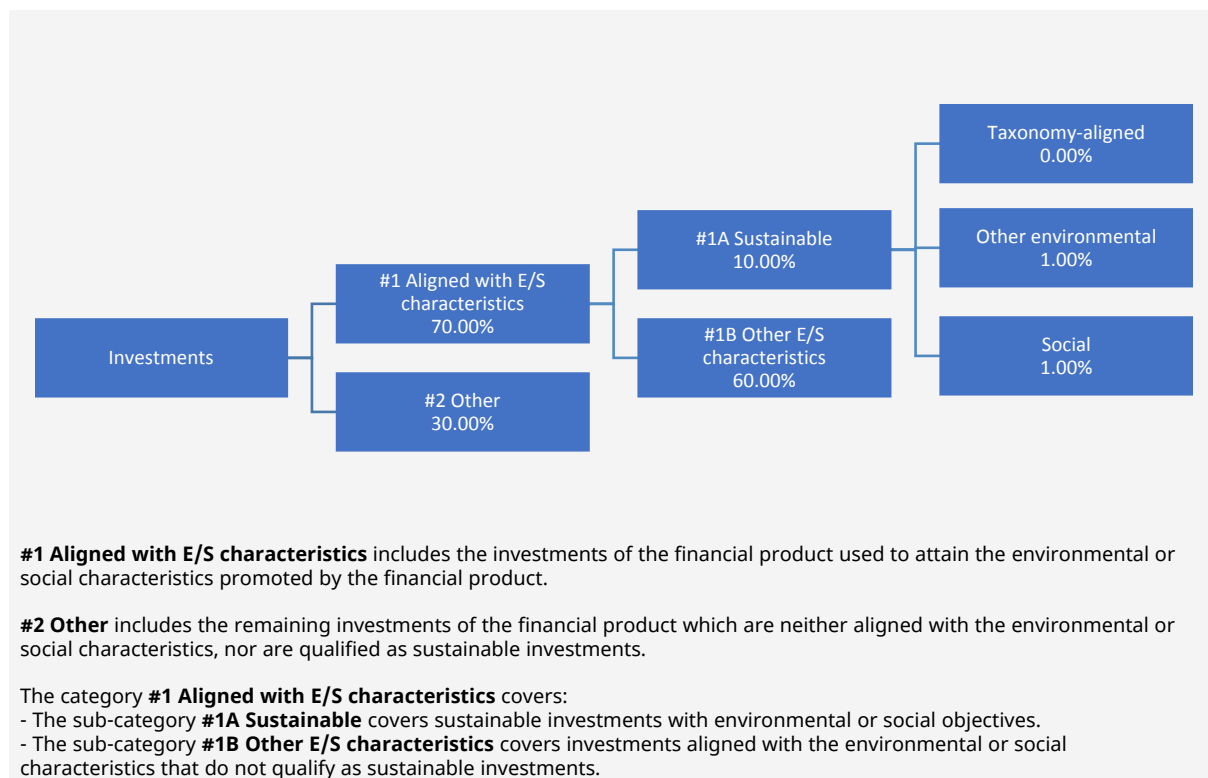 Investments
#1 Aligned with E/S
characteristics
70.00%
#2 Other
30.00%
#1A Sustainable
10.00%
#1B Other E/S
characteristics
60.00%
Taxonomy-aligned
0.00%
Other environmental
1.00%
Social
1.00%
#1 Aligned with E/S characteristics includes the investments of the financial product used to attain the environmental or
social characteristics promoted by the financial product.
#2 Other includes the remaining investments of the financial product which are neither aligned with the environmental or
social characteristics, nor are qualified as sustainable investments.
The category #1 Aligned with E/S characteristics covers:
- The sub-category #1A Sustainable covers sustainable investments with environmental or social objectives.
- The sub-category #1B Other E/S characteristics covers investments aligned with the environmental or social
characteristics that do not qualify as sustainable investments.